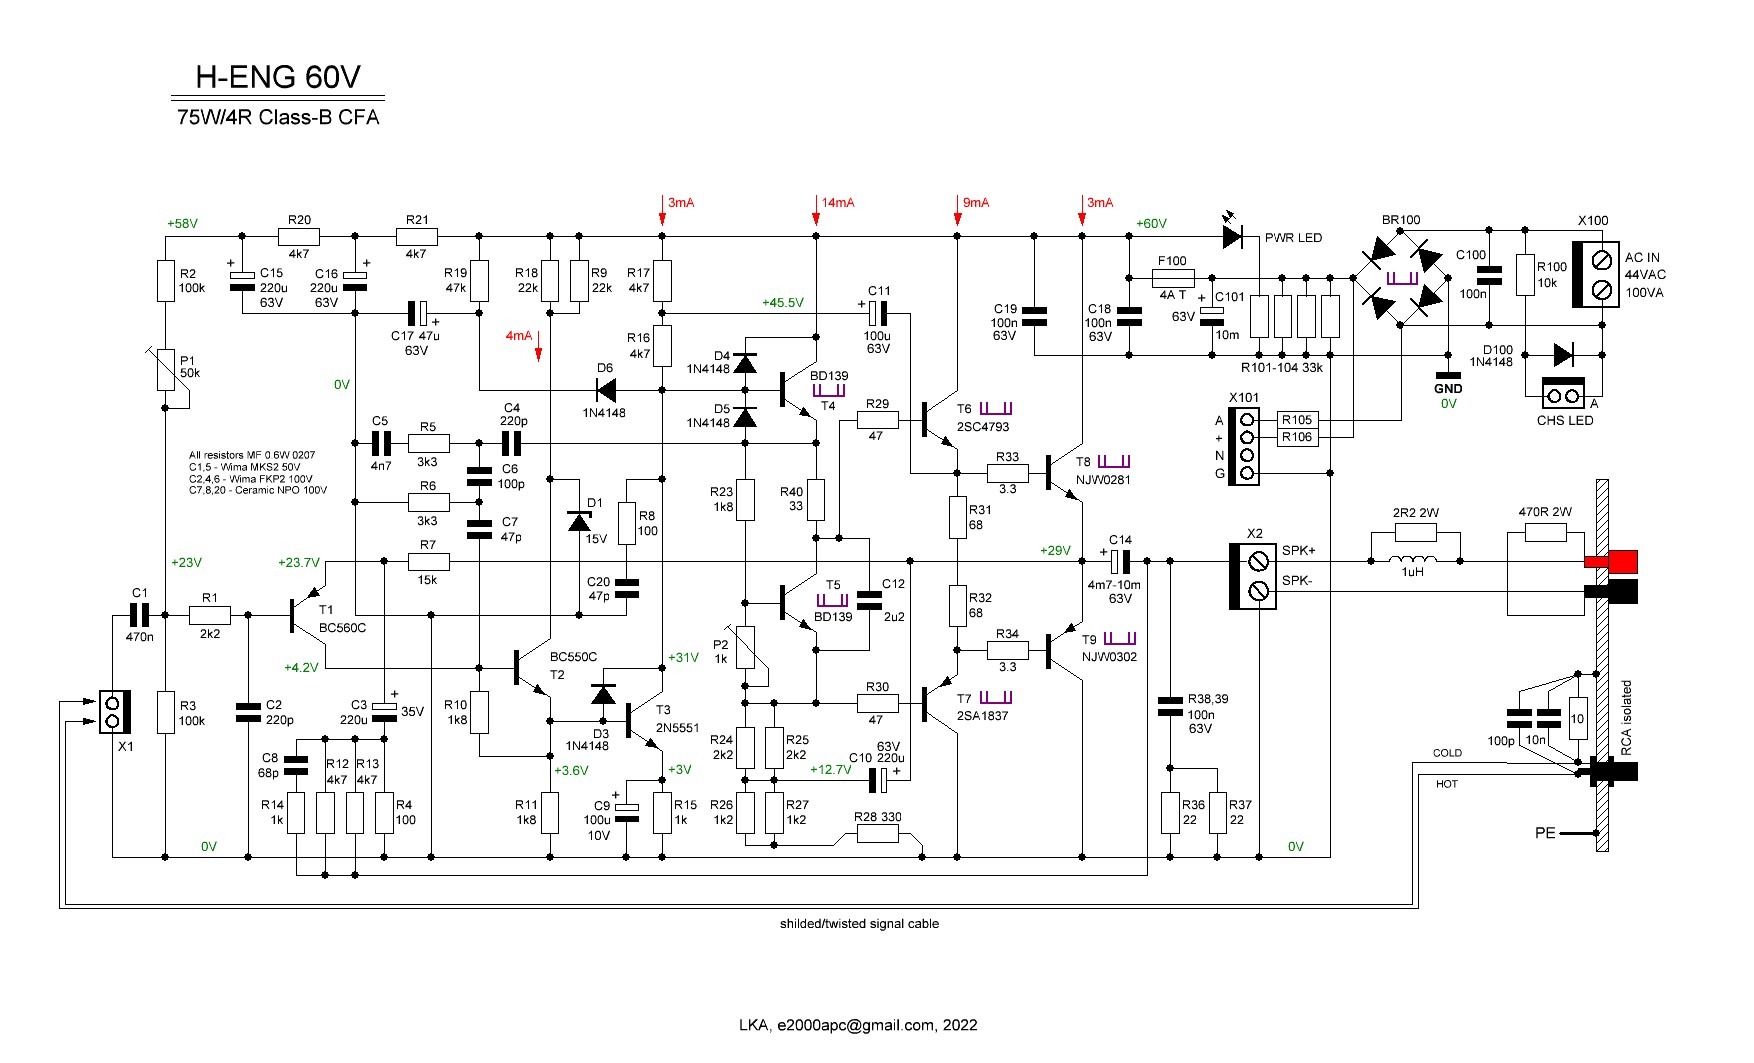 H-ENG 60V
75W/4R Class-B CFA
3mA
14mA
9mA
3mA
+58V
R20
4k7
R21
4k7
+60V
PWR LED
BR100
X100
AC IN
44VAC
100VA
R2
100k
+
C15
220u
63V
C16
220u
63V
+
R19
47k
R18
22k
R9
22k
R17
4k7
+45.5V
C11
+
100u
63V
C19
100n
63V
C18
100n
63V
F100
4A T
C101
+
63V
10m
C100
100n
R100
10k
C17
47u
+
63V
4mA
R16
4k7
P1
50k
0V
D6
1N4148
D4
1N4148
D5
1N4148
BD139
T4
R101-104 33k
D100
1N4148
GND
0V
CHS LED
A
X101
A
+
N
G
R105
R106
R29
47
T6
2SC4793
C5
4n7
R5
3k3
C4
220p
C6
100p
R33
3.3
T8
NJW0281
All resistors MF 0.6W 0207
C1,5 - Wima MKS2 50V
C2,4,6 - Wima FKP2 100V
C7,8,20 - Ceramic NPO 100V
R6
3k3
C7
47p
D1
15V
R8
100
R23
1k8
R40
33
R31
68
2R2 2W
470R 2W
X2
SPK+
SPK-
1uH
+23V
+23.7V
R7
15k
+29V
C14
+
4m7-10m
63V
C20
47p
T5
BD139
C12
2u2
R32
68
C1
470n
R1
2k2
T1
BC560C
R34
3.3
T9
NJW0302
P2
1k
+4.2V
BC550C
T2
+31V
R3
100k
X1
C2
220p
C3
220u
+
35V
R10
1k8
D3
1N4148
T3
2N5551
R30
47
T7
2SA1837
R38,39
100n
63V
100p
10n
10
RCA isolated
R24
2k2
R25
2k2
C8
68p
R12
4k7
R13
4k7
+3.6V
+3V
+12.7V
63V
C10
220u
+
COLD
HOT
R14
1k
R4
100
R11
1k8
+
C9
100u
10V
R15
1k
R26
1k2
R27
1k2
R28 330
R36
22
R37
22
PE
0V
0V
shilded/twisted signal cable
LKA, e2000apc@gmail.com, 2022